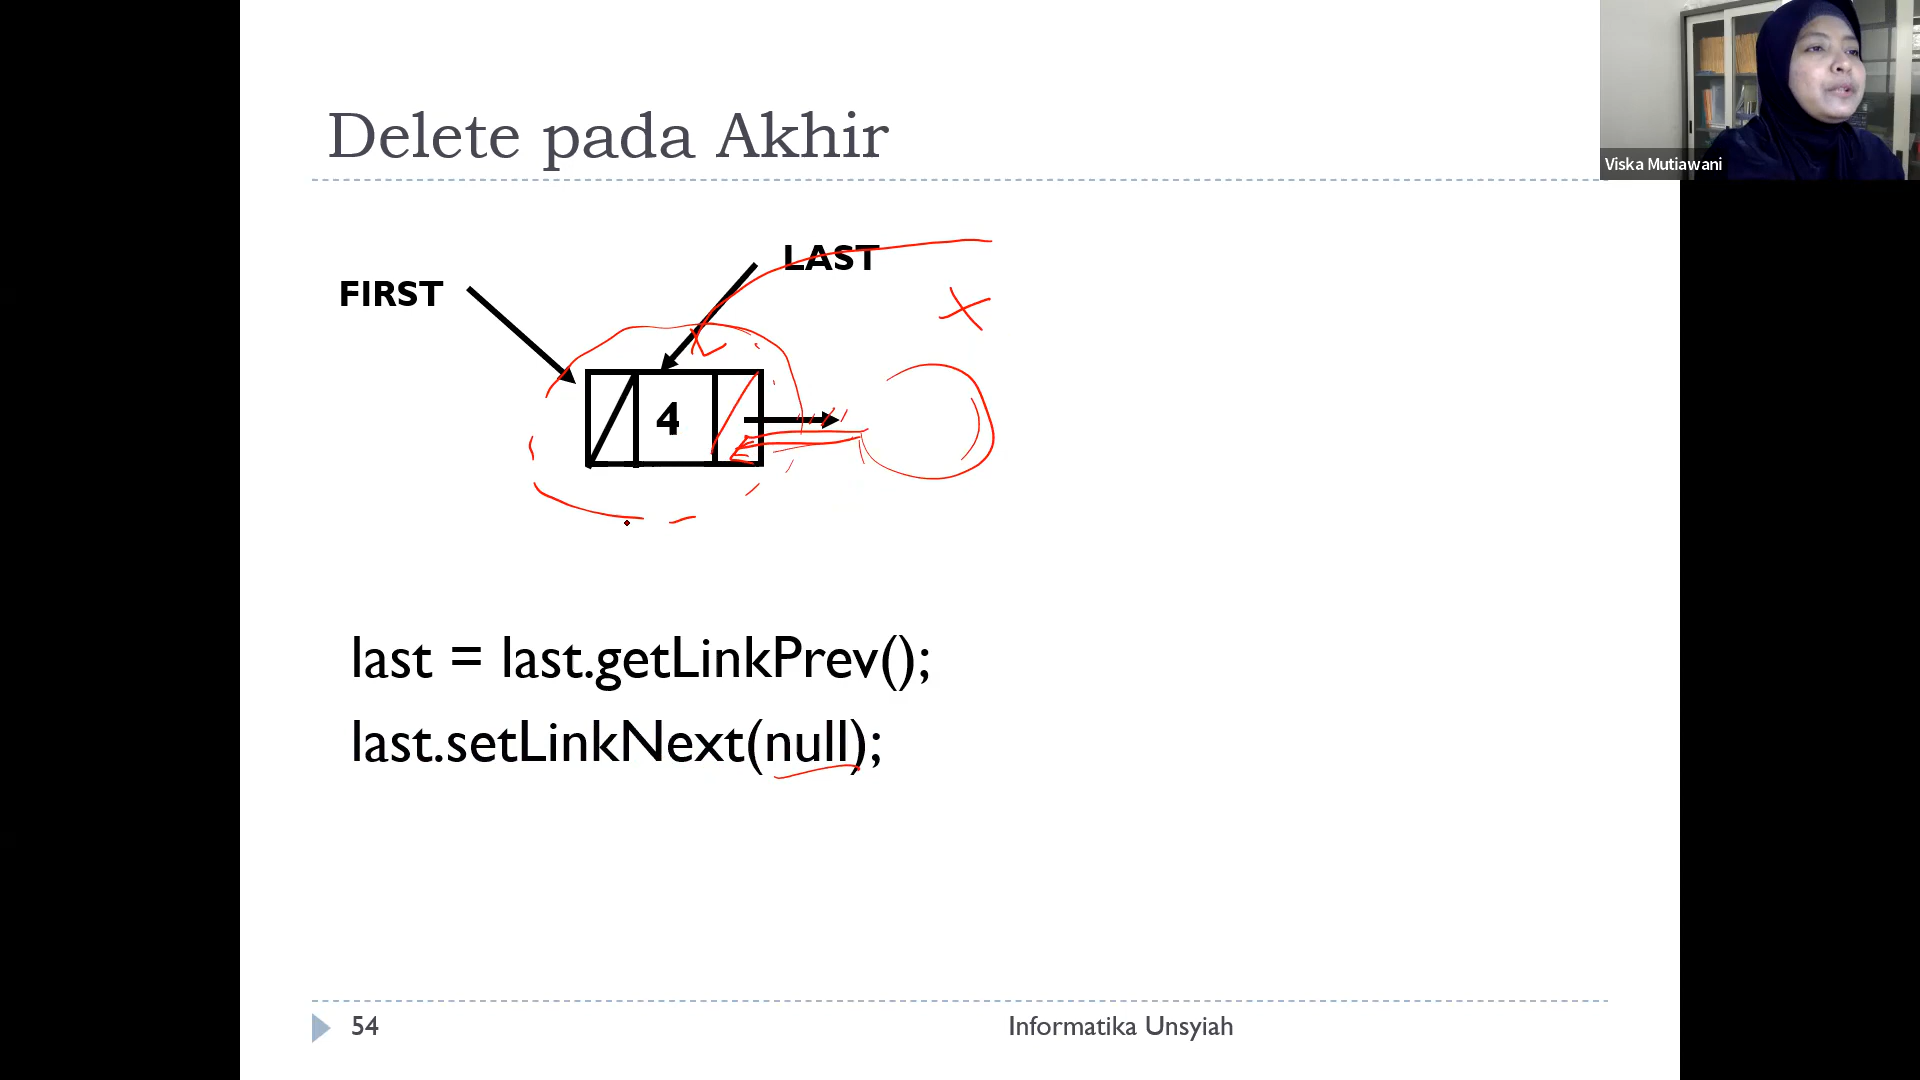 Delete pada Akhir
Viska Mutiawani
LAST
FIRST
4
last = last.getLinkPrev();
last.setLinkNext(null);
54
Informatika Unsyiah